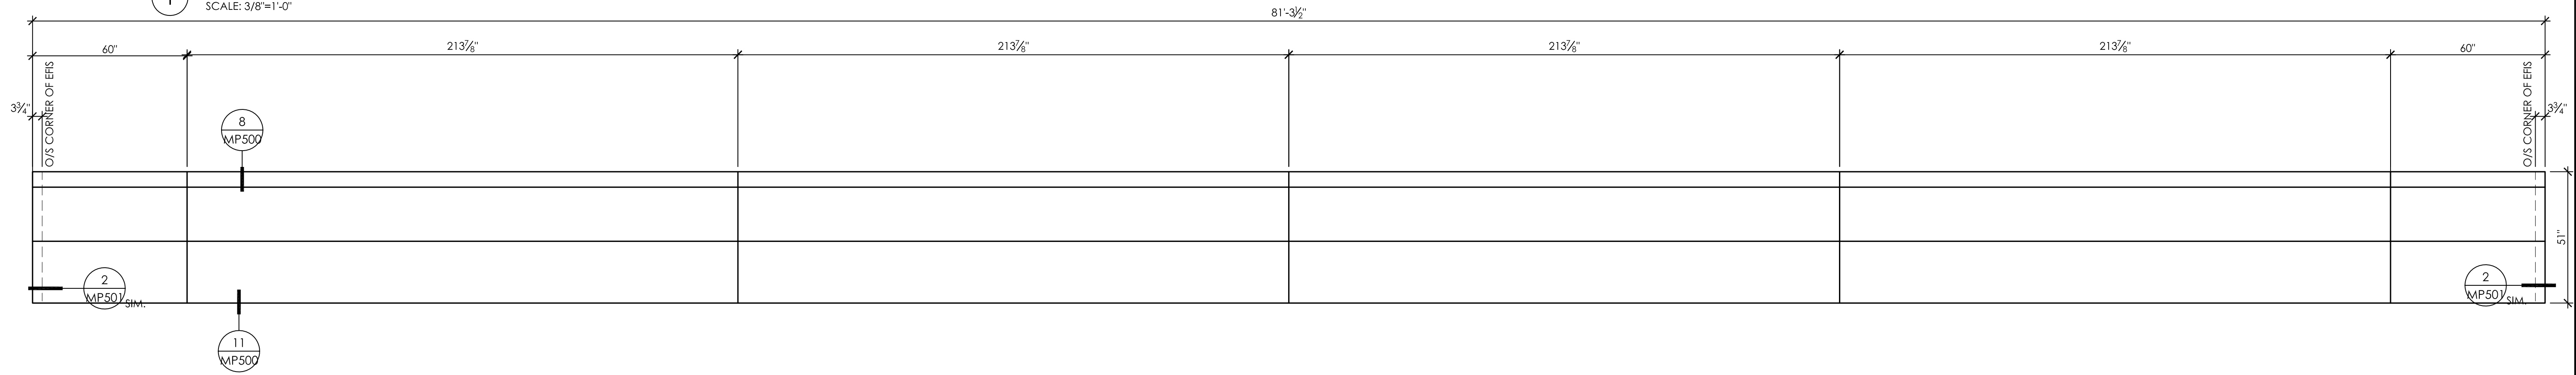 1
SCALE: 3/8"=1'-0"
81'-3½"
60"
213⅞"
213⅞"
213⅞"
213⅞"
60"
3¾"
O/S CORNER OF EFIS
O/S CORNER OF EFIS
3¾"
8
MP500
51"
2
MP501
SIM.
2
MP501
SIM.
11
MP500